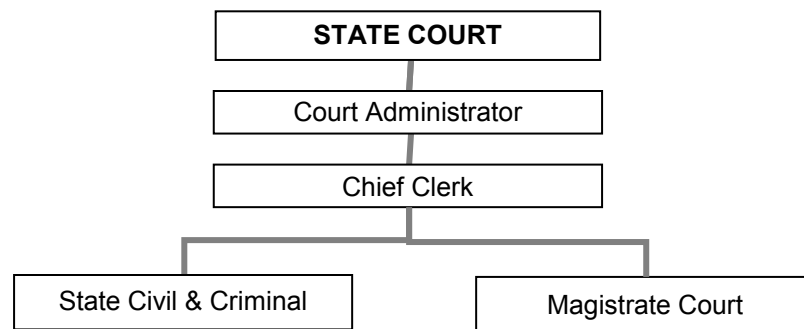 STATE COURT
Court Administrator
Chief Clerk
State Civil & Criminal
Magistrate Court